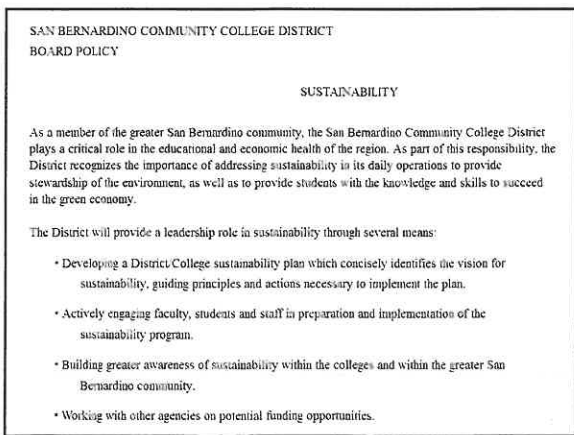 SAN BERNARDINO COMMUNITY COLLEGE DISTRICT
BOARD POLICY
SUSTAINABILITY
As a member of the greater San Bernardino community, the San Bernardino Community College District
plays a critical role in the educational and economic health of the region. As part of this responsibility, the
District recognizes the importance of addressing sustainability in its daily operations to provide
stewardship of the environment, as well as to provide students with the knowledge and skills to succeed
in the green economy.
The District will provide a leadership role in sustainability through several means:
• Developing a District/College sustainability plan which concisely identifies the vision for
sustainability, guiding principles and actions necessary to implement the plan.
• Actively engaging faculty, students and staff in preparation and implementation of the
sustainability program.
• Building greater awareness of sustainability within the colleges and within the greater San
Bernardino community.
• Working with other agencies on potential funding opportunities.